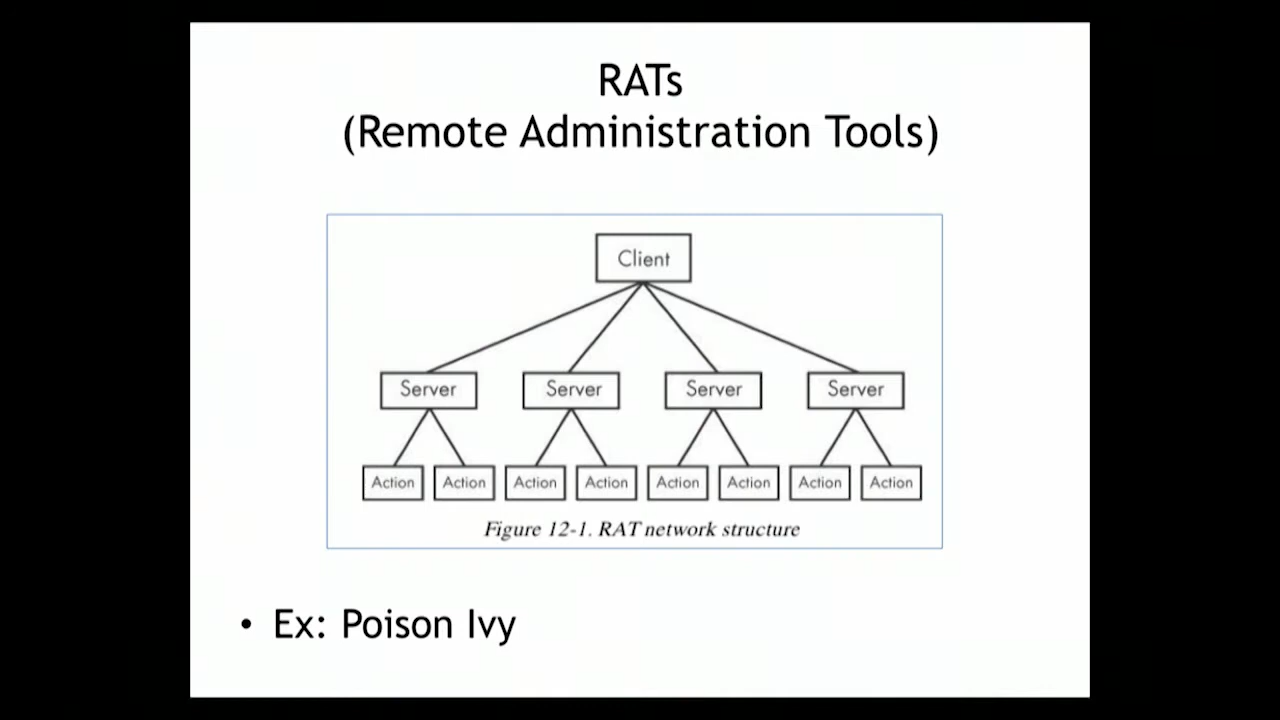 RATs
(Remote Administration Tools)
Client
Server Server Server Server
Action Action Action Action Action Action Action Action
Figure 12-1. RAT network structure
• Ex: Poison Ivy